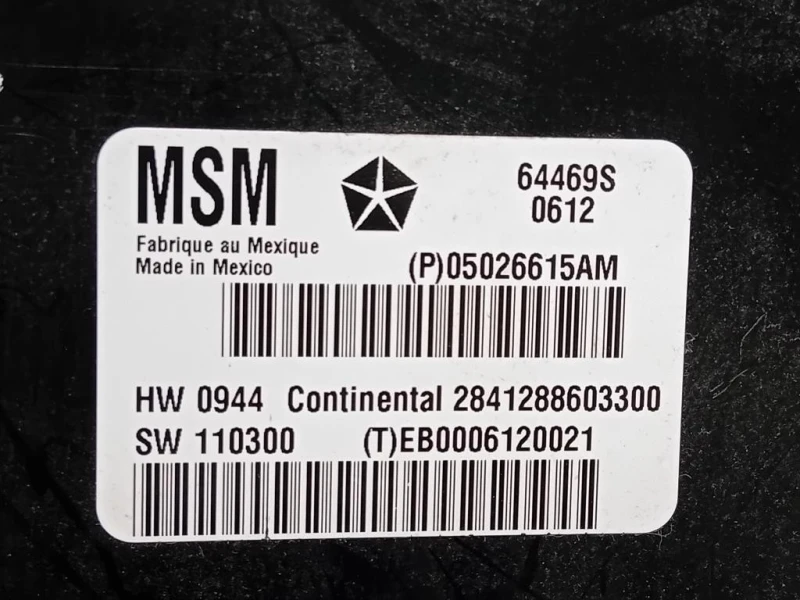 MSM
64469S
0612
Fabrique au Mexique
Made in Mexico
(P)05026615AM
HW 0944 Continental 2841288603300
SW 110300 (T)EB0006120021